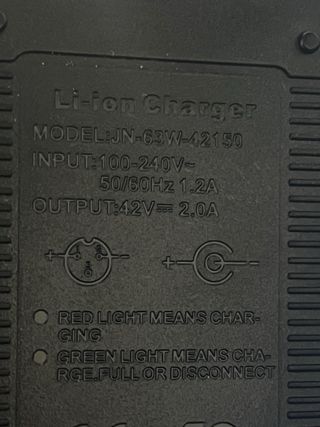 Li-ion Charger
MODEL:JN-63W-42150
INPUT:100-240V~
50/60Hz 1.2A
OUTPUT:42V⎓ 2.0A
+ -
+ -
RED LIGHT MEANS CHAR-
GING
GREEN LIGHT MEANS CHA-
RGE.FULL OR DISCONNECT